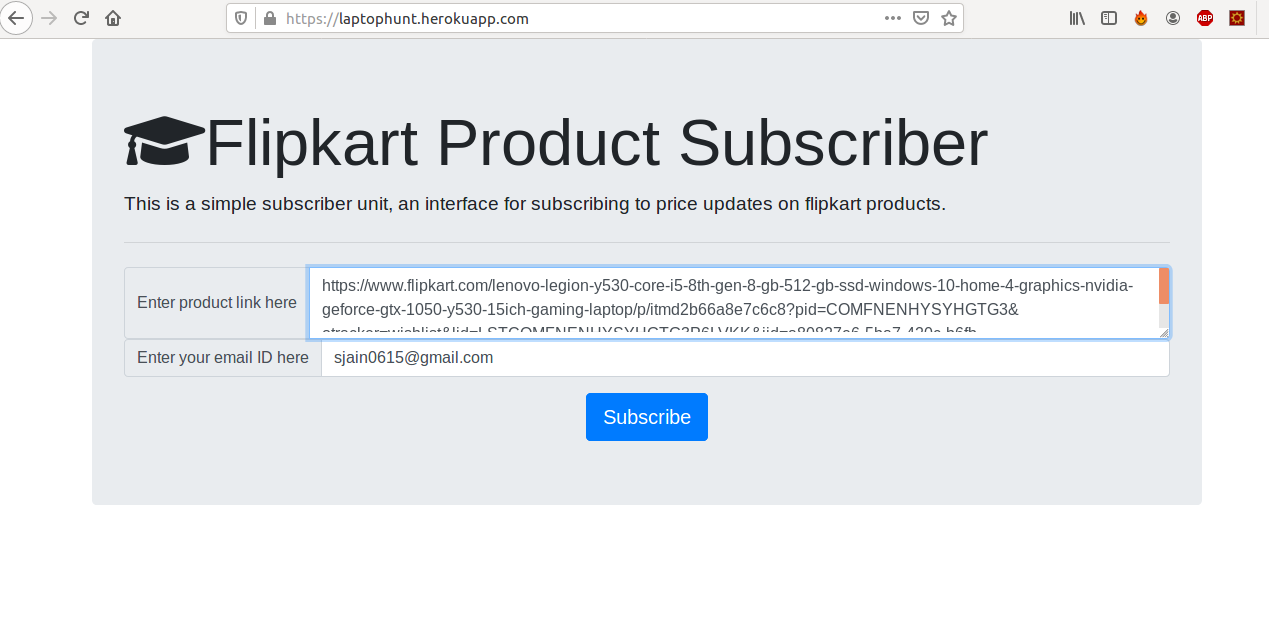 https://laptophunt.herokuapp.com
ABP
Flipkart Product Subscriber
This is a simple subscriber unit, an interface for subscribing to price updates on flipkart products.
Enter product link here
https://www.flipkart.com/lenovo-legion-y530-core-i5-8th-gen-8-gb-512-gb-ssd-windows-10-home-4-graphics-nvidia-
geforce-gtx-1050-y530-15ich-gaming-laptop/p/itmd2b66a8e7c6c8?pid=COMFNENHYSYHGTG3&
Enter your email ID here
sjain0615@gmail.com
Subscribe